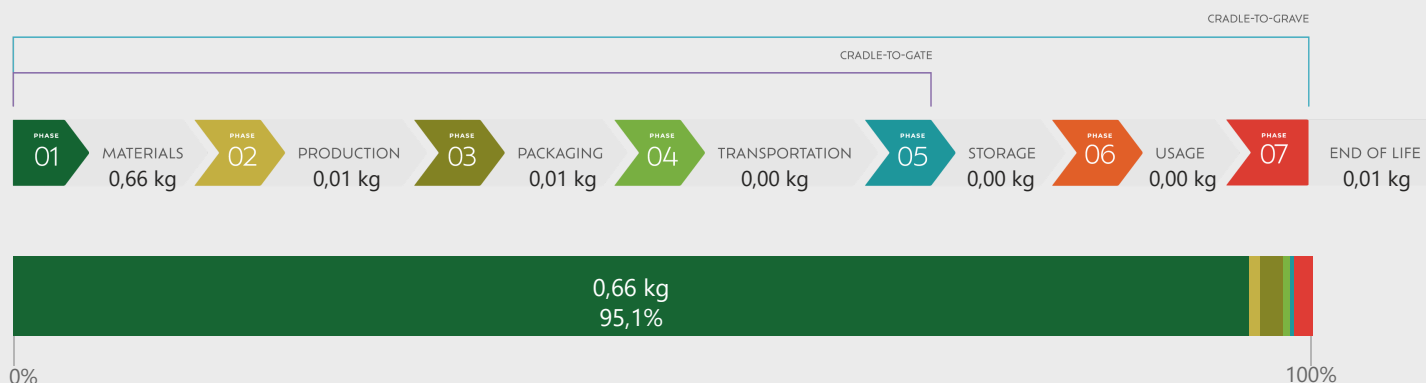 CRADLE-TO-GRAVE
CRADLE-TO-GATE
PHASE
01
MATERIALS
0,66 kg
PHASE
02
PRODUCTION
0,01 kg
PHASE
03
PACKAGING
0,01 kg
PHASE
04
TRANSPORTATION
0,00 kg
PHASE
05
STORAGE
0,00 kg
PHASE
06
USAGE
0,00 kg
PHASE
07
END OF LIFE
0,01 kg
0,66 kg
95,1%
0%
100%